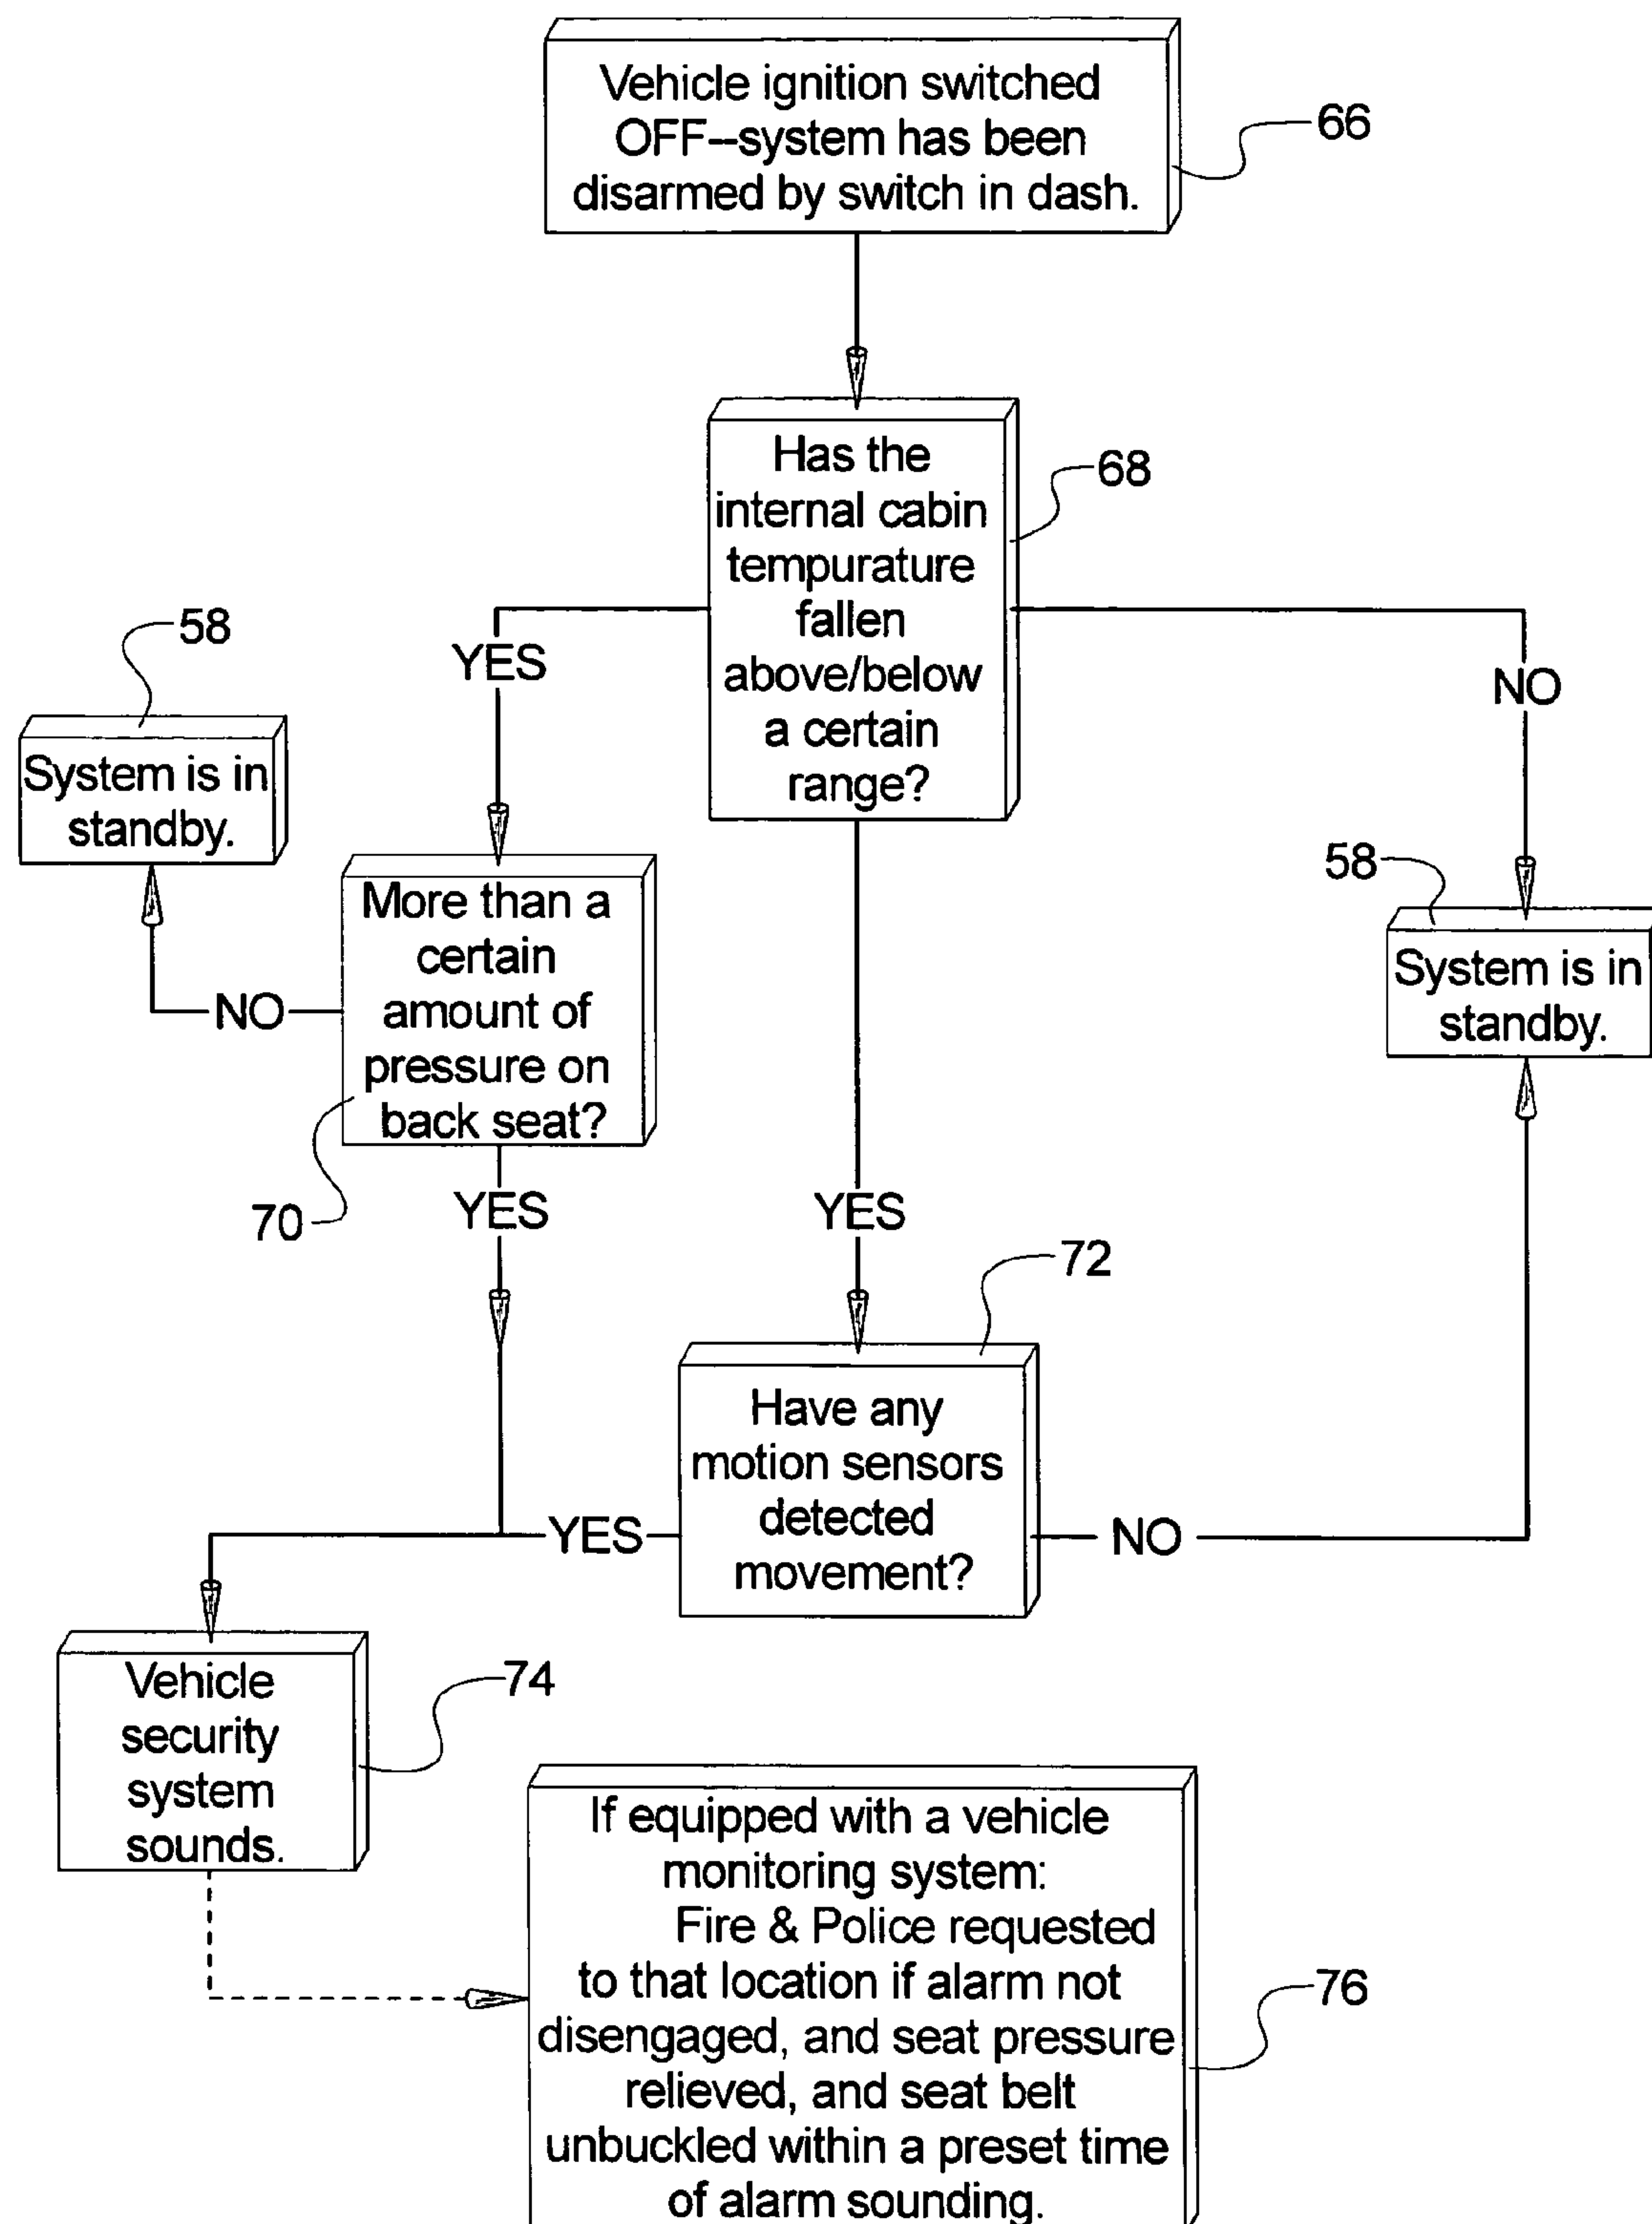 Vehicle ignition switched
OFF--system has been
disarmed by switch in dash.
66
Has the
internal cabin
tempurature
fallen
above/below
a certain
range?
68
YES
NO
58
System is in
standby.
More than a
certain
amount of
pressure on
back seat?
NO
70
YES
YES
58
System is in
standby.
72
Have any
motion sensors
detected
movement?
YES
NO
Vehicle
security
system
sounds.
74
If equipped with a vehicle
monitoring system:
Fire & Police requested
to that location if alarm not
disengaged, and seat pressure
relieved, and seat belt
unbuckled within a preset time
of alarm sounding.
76